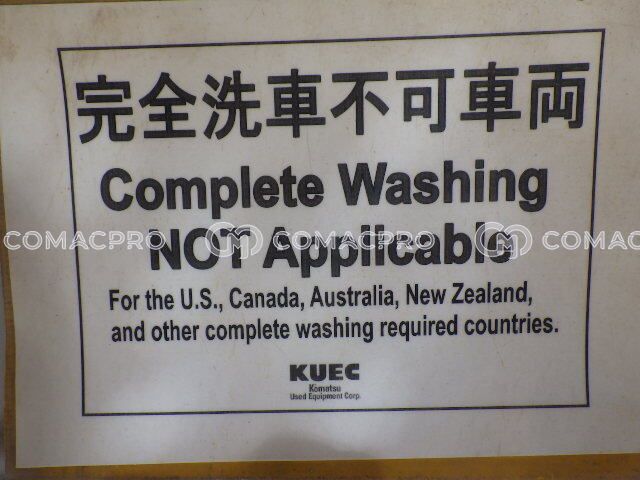 完全洗車不可車両
Complete Washing
NOT Applicable
COMACPRO COMACPRO COMACPRO
For the U.S., Canada, Australia, New Zealand,
and other complete washing required countries.
KUEC
Komatsu
Used Equipment Corp.